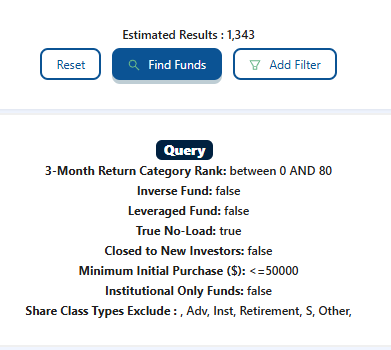 Estimated Results : 1,343
Reset
Find Funds
Add Filter
Query
3-Month Return Category Rank: between 0 AND 80
Inverse Fund: false
Leveraged Fund: false
True No-Load: true
Closed to New Investors: false
Minimum Initial Purchase ($): <=50000
Institutional Only Funds: false
Share Class Types Exclude : , Adv, Inst, Retirement, S, Other,